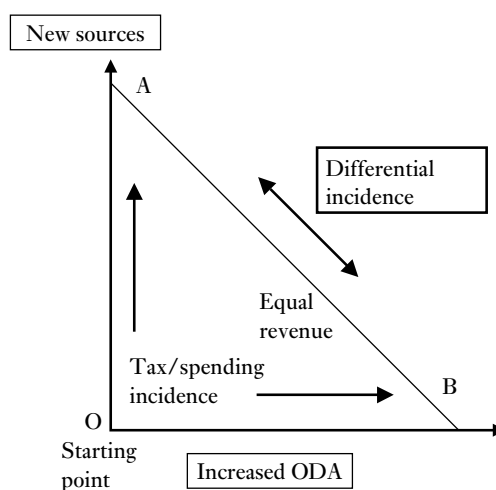 New sources
A
Differential
incidence
Equal
revenue
Tax/spending
incidence
B
O
Starting
point
Increased ODA